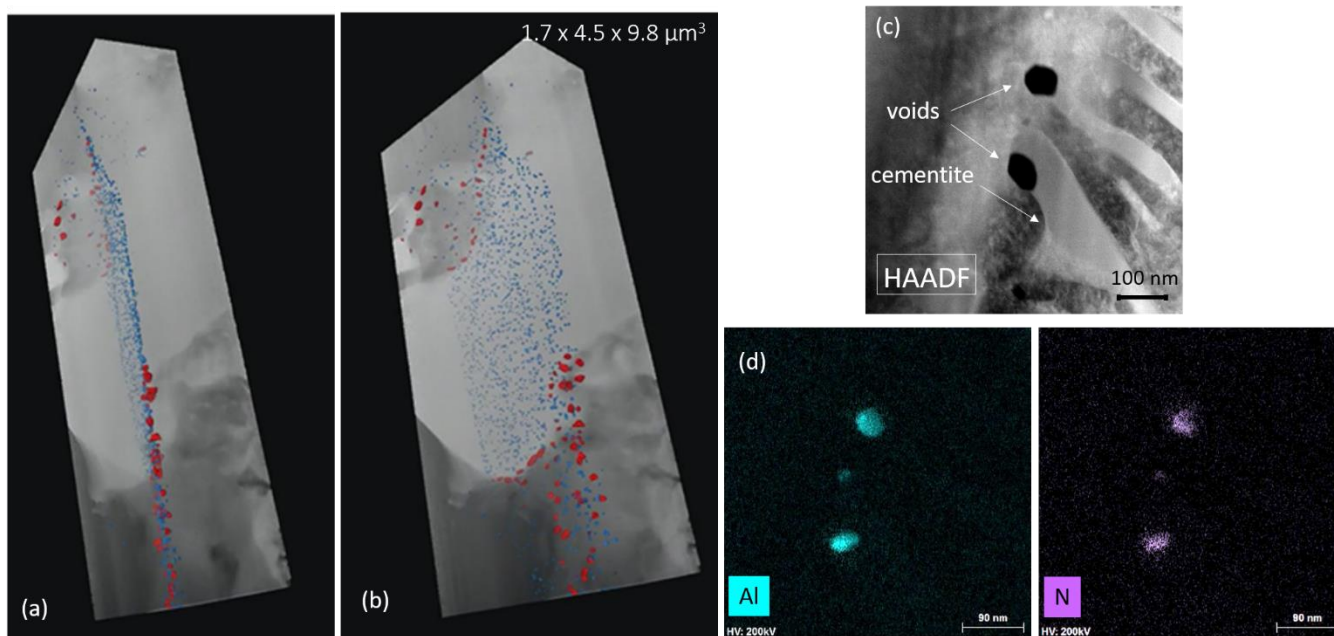 (a)
(b)
1.7 x 4.5 x 9.8 µm³
(c)
voids
cementite
HAADF
100 nm
(d)
Al
HV: 200kV
90 nm
N
HV: 200kV
90 nm